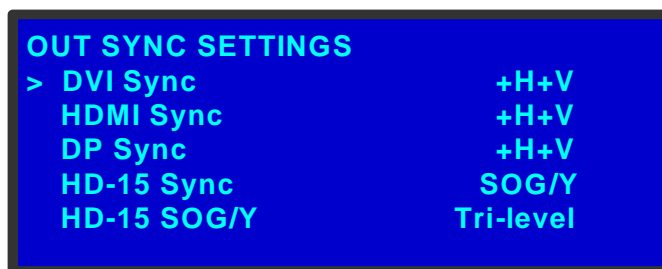 OUT SYNC SETTINGS
> DVI Sync +H+V
HDMI Sync +H+V
DP Sync +H+V
HD-15 Sync SOG/Y
HD-15 SOG/Y Tri-level